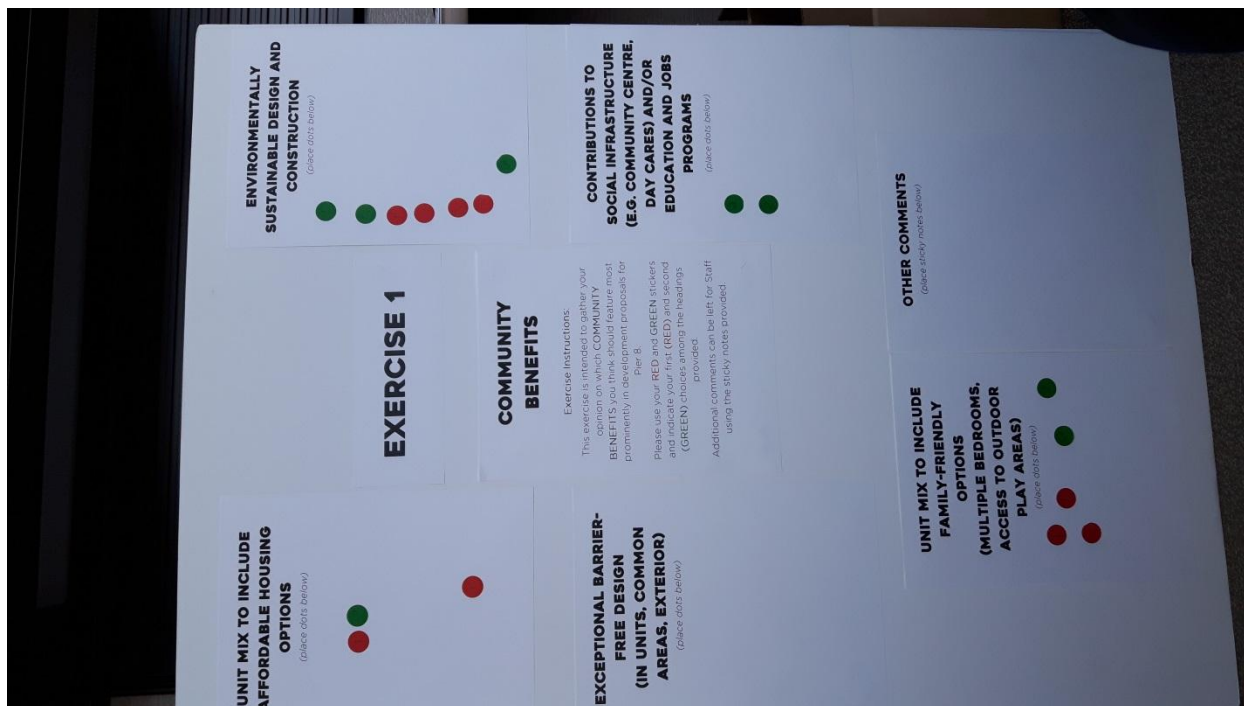 UNIT MIX TO INCLUDE
AFFORDABLE HOUSING
OPTIONS
(place dots below)
EXERCISE 1
ENVIRONMENTALLY
SUSTAINABLE DESIGN AND
CONSTRUCTION
(place dots below)
COMMUNITY
BENEFITS
Exercise Instructions:
This exercise is intended to gather your
opinion on which COMMUNITY
BENEFITS you think should feature most
prominently in development proposals for
Pier 8.
Please use your RED and GREEN stickers
and indicate your first (RED) and second
(GREEN) choices among the headings
provided.
Additional comments can be left for Staff
using the sticky notes provided.
EXCEPTIONAL BARRIER-
FREE DESIGN
(IN UNITS, COMMON
AREAS, EXTERIOR)
(place dots below)
CONTRIBUTIONS TO
SOCIAL INFRASTRUCTURE
(E.G. COMMUNITY CENTRE,
DAY CARES) AND/OR
EDUCATION AND JOBS
PROGRAMS
(place dots below)
UNIT MIX TO INCLUDE
FAMILY-FRIENDLY
OPTIONS
(MULTIPLE BEDROOMS,
ACCESS TO OUTDOOR
PLAY AREAS)
(place dots below)
OTHER COMMENTS
(place sticky notes below)